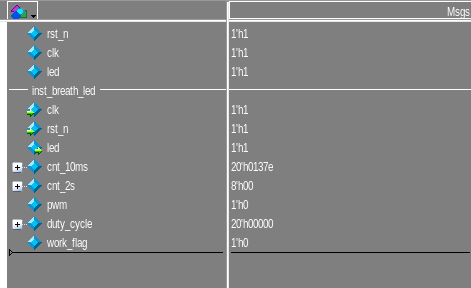 Msgs
rst_n 1'h1
clk 1'h1
led 1'h1
inst_breath_led
clk 1'h1
rst_n 1'h1
led 1'h1
cnt_10ms 20'h0137e
cnt_2s 8'h00
pwm 1'h0
duty_cycle 20'h00000
work_flag 1'h0